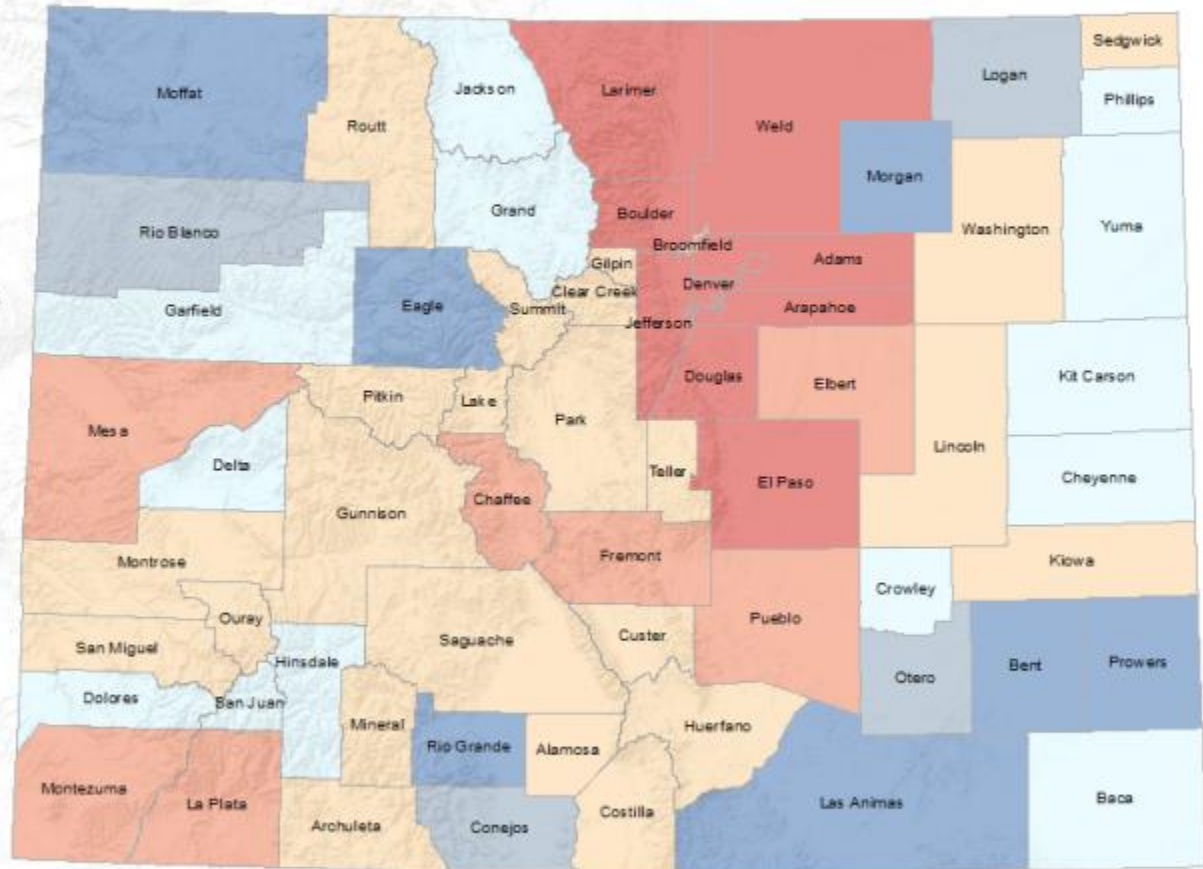 Sedgwick
Logan
Moffat
Jackson
Larimer
Phillips
Routt
Weld
Morgan
Grand
Boulder
Yuma
Rio Blanco
Washington
Broomfield
Gilpin
Adams
Denver
Clear Creek
Eagle
Summit
Garfield
Arapahoe
Jefferson
Douglas
Kit Carson
Elbert
Pitkin
Lake
Park
Mesa
Lincoln
Delta
Teller
Cheyenne
El Paso
Chaffee
Gunnison
Fremont
Kiowa
Montrose
Crowley
Ouray
Pueblo
Custer
Saguache
San Miguel
Hinsdale
Bent
Prowers
Otero
Dolores
San Juan
Mineral
Huerfano
Rio Grande
Alamosa
Montezuma
La Plata
Las Animas
Baca
Costilla
Archuleta
Conejos